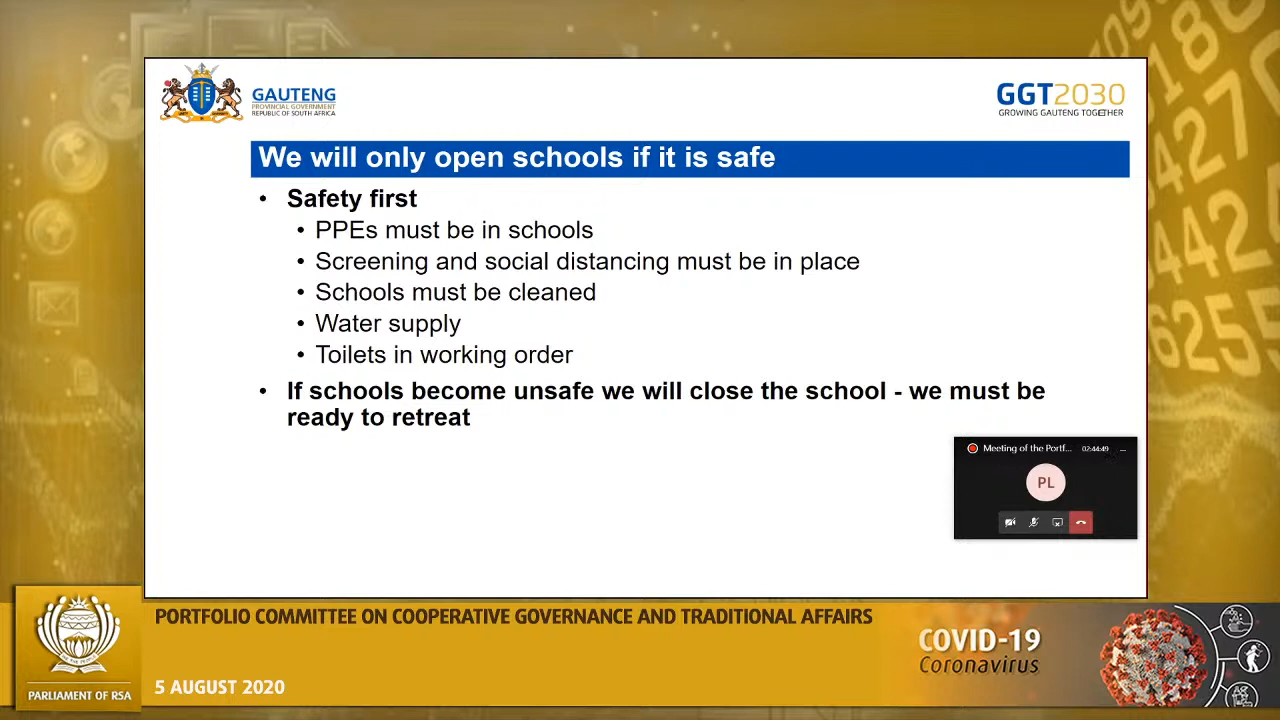 GAUTENG
PROVINCIAL GOVERNMENT
REPUBLIC OF SOUTH AFRICA
GGT2030
GROWING GAUTENG TOGETHER
We will only open schools if it is safe
• Safety first
• PPEs must be in schools
• Screening and social distancing must be in place
• Schools must be cleaned
• Water supply
• Toilets in working order
• If schools become unsafe we will close the school - we must be
ready to retreat
Meeting of the Portf... 02:44:49 ...
PL
PORTFOLIO COMMITTEE ON COOPERATIVE GOVERNANCE AND TRADITIONAL AFFAIRS
COVID-19
Coronavirus
PARLIAMENT OF RSA
5 AUGUST 2020